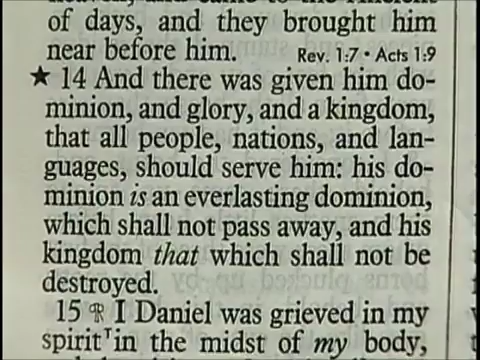 of days, and they brought him
near before him. Rev. 1:7 • Acts 1:9
★ 14 And there was given him do-
minion, and glory, and a kingdom,
that all people, nations, and lan-
guages, should serve him: his do-
minion is an everlasting dominion,
which shall not pass away, and his
kingdom that which shall not be
destroyed.
15 ¶ I Daniel was grieved in my
spirit in the midst of my body,